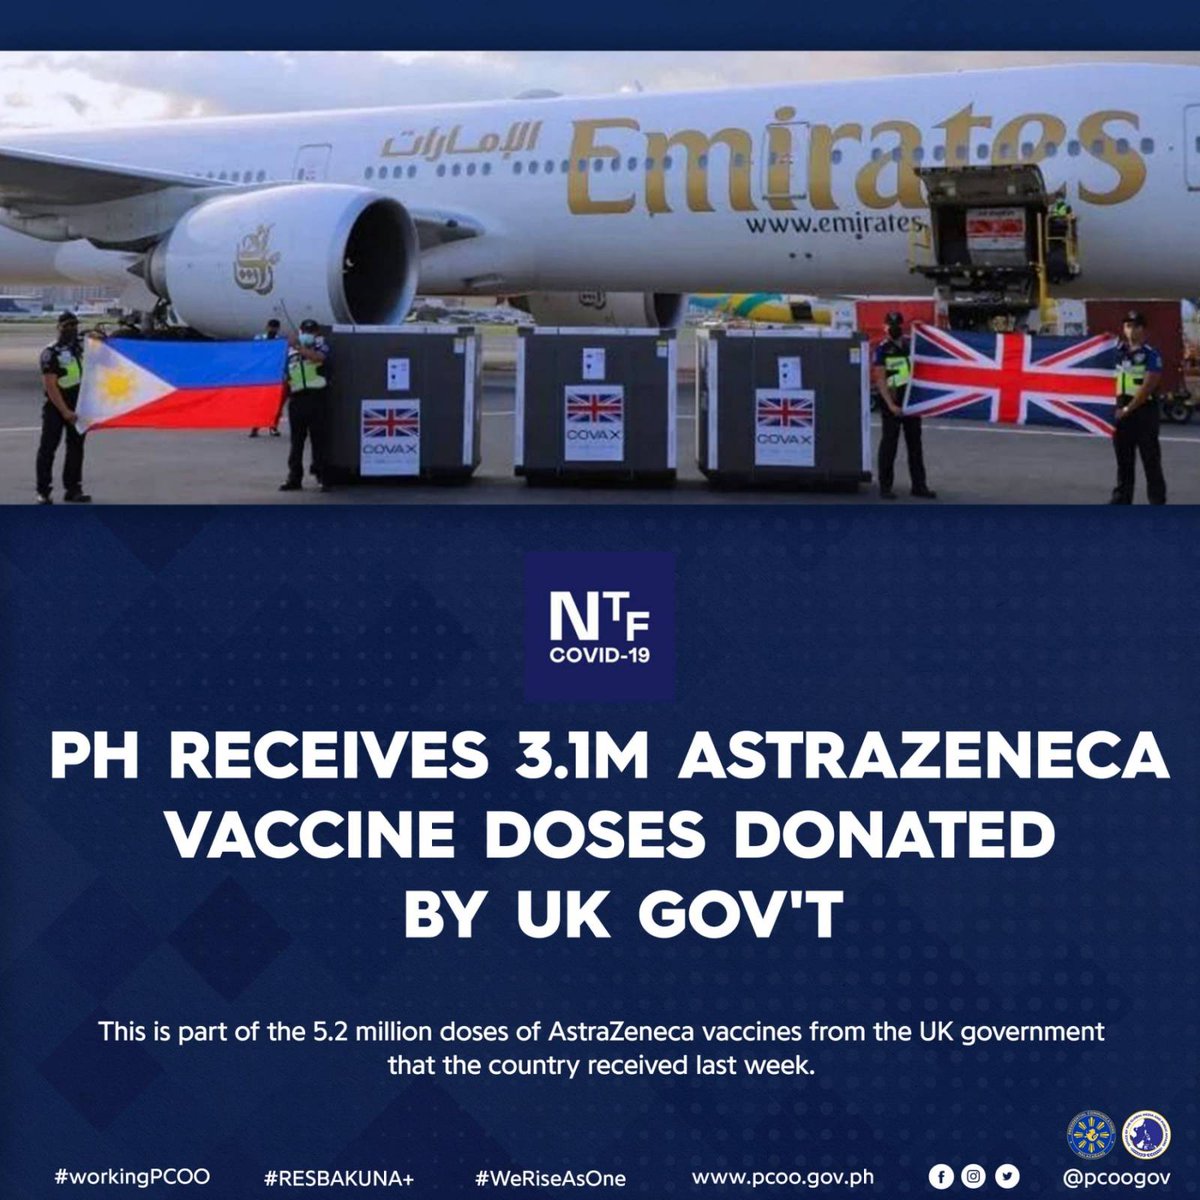 الإمارات
Emirates
www.emirates.
COVAX
COVAX
COVAX
NTF
COVID-19
PH RECEIVES 3.1M ASTRAZENECA
VACCINE DOSES DONATED
BY UK GOV'T
This is part of the 5.2 million doses of AstraZeneca vaccines from the UK government
that the country received last week.
#workingPCOO #RESBAKUNA+ #WeRiseAsOne www.pcoo.gov.ph @pcoogov